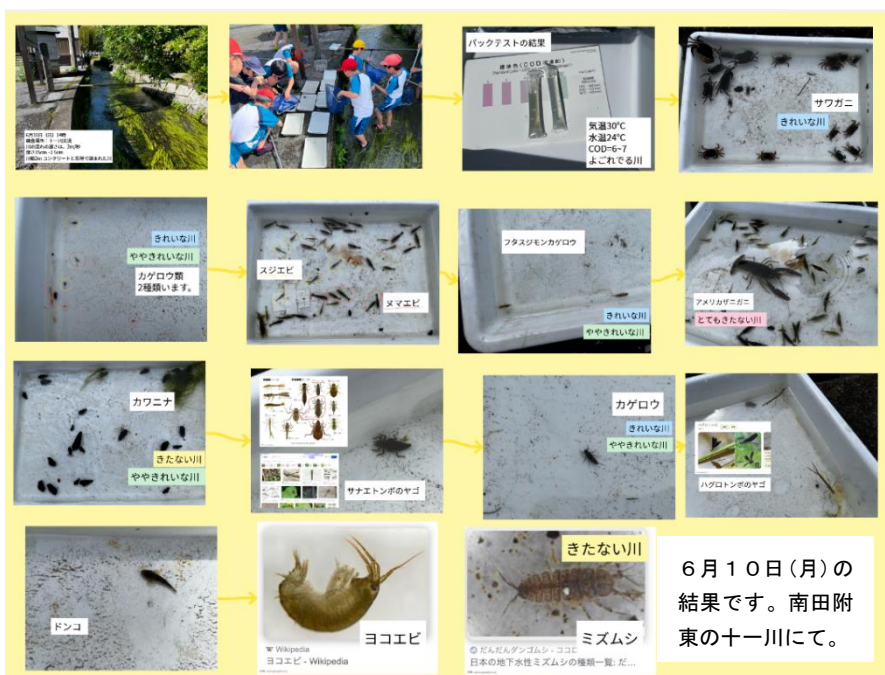 パックテストの結果
気温30℃
水温24℃
COD=6~7
よごれてる川
サワガニ
きれいな川
きれいな川
ややきれいな川
カゲロウ類
2種類います。
スジエビ
ヌマエビ
フタスジモンカゲロウ
きれいな川
ややきれいな川
アメリカザニガニ
とてもきたない川
カワニナ
きたない川
ややきれいな川
サナエトンボのヤゴ
カゲロウ
きれいな川
ややきれいな川
ハグロトンボのヤゴ
ドンコ
ヨコエビ
Wikipedia
ヨコエビ - Wikipedia
きたない川
ミズムシ
日本の地下水性ミズムシの種類一覧: だ...
６月１０日(月)の
結果です。南田附
東の十一川にて。